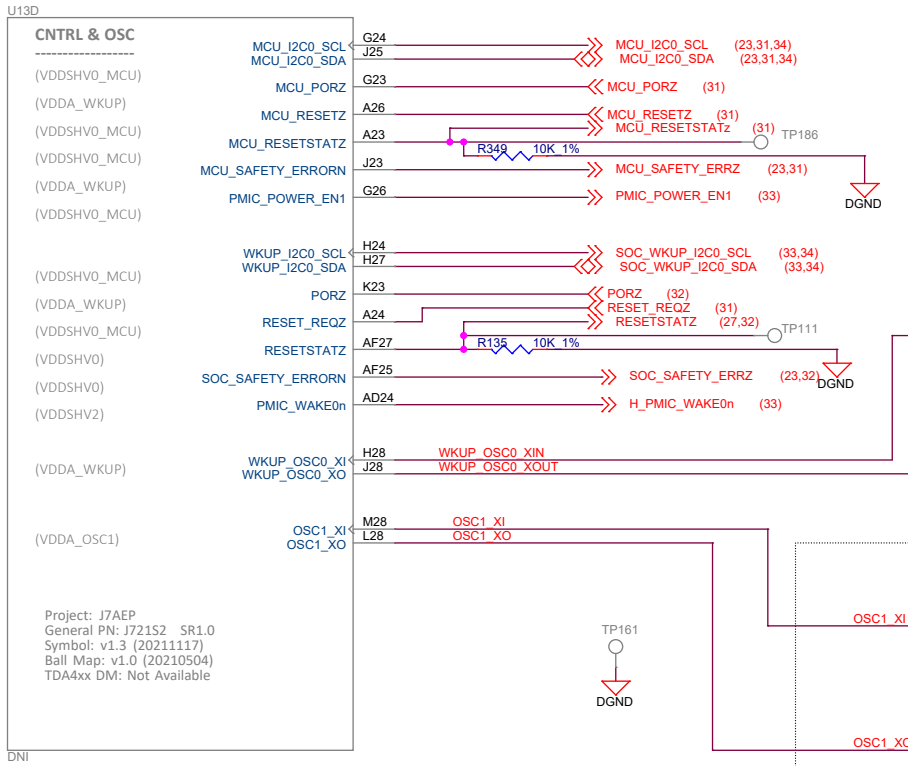 U13D
CNTRL & OSC
------------------
(VDDSHV0_MCU)
(VDDA_WKUP)
(VDDSHV0_MCU)
(VDDSHV0_MCU)
(VDDA_WKUP)
(VDDSHV0_MCU)
(VDDSHV0_MCU)
(VDDA_WKUP)
(VDDSHV0_MCU)
(VDDSHV0)
(VDDSHV0)
(VDDSHV2)
(VDDA_WKUP)
(VDDA_OSC1)
MCU_I2C0_SCL G24 MCU_I2C0_SCL (23,31,34)
MCU_I2C0_SDA J25 MCU_I2C0_SDA (23,31,34)
MCU_PORZ G23 MCU_PORZ (31)
MCU_RESETZ A26 MCU_RESETZ (31)
MCU_RESETSTATz (31)
MCU_RESETSTATZ A23 TP186
R349 10K_1%
DGND
MCU_SAFETY_ERRORN J23 MCU_SAFETY_ERRZ (23,31)
PMIC_POWER_EN1 G26 PMIC_POWER_EN1 (33)
WKUP_I2C0_SCL H24 SOC_WKUP_I2C0_SCL (33,34)
WKUP_I2C0_SDA H27 SOC_WKUP_I2C0_SDA (33,34)
PORZ K23 PORZ (32)
RESET_REQZ A24 RESET_REQZ (31)
RESETSTATZ (27,32)
TP111
RESETSTATZ AF27 R135 10K_1%
DGND
SOC_SAFETY_ERRORN AF25 SOC_SAFETY_ERRZ (23,32)
PMIC_WAKE0n AD24 H_PMIC_WAKE0n (33)
WKUP_OSC0_XI H28 WKUP_OSC0_XIN
WKUP_OSC0_XO J28 WKUP_OSC0_XOUT
OSC1_XI M28 OSC1_XI
OSC1_XO L28 OSC1_XO
Project: J7AEP
General PN: J721S2 SR1.0
Symbol: v1.3 (20211117)
Ball Map: v1.0 (20210504)
TDA4xx DM: Not Available
TP161
DGND
OSC1_XI
OSC1_XO
DNI